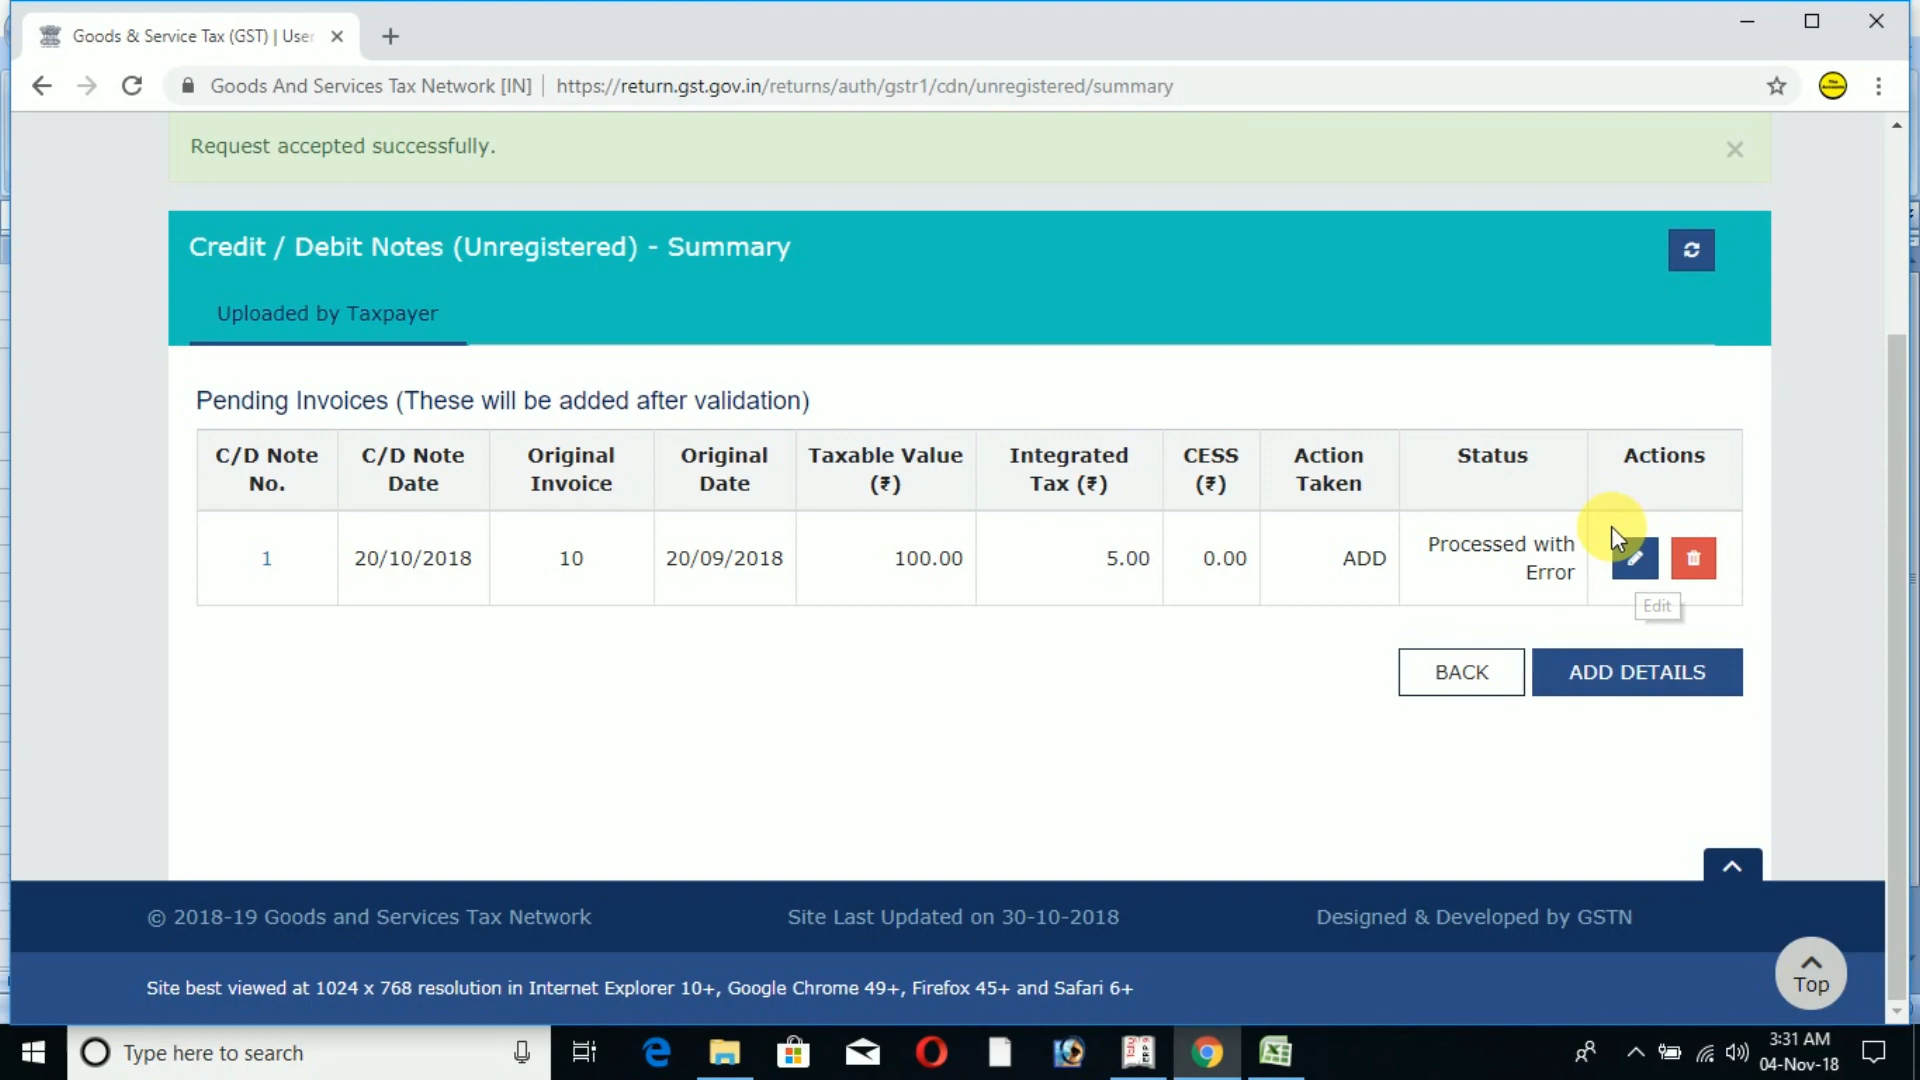 Goods & Service Tax (GST) | User
Goods And Services Tax Network [IN] https://return.gst.gov.in/returns/auth/gstr1/cdn/unregistered/summary
Request accepted successfully.
Credit / Debit Notes (Unregistered) - Summary
Uploaded by Taxpayer
Pending Invoices (These will be added after validation)
C/D Note No. C/D Note Date Original Invoice Original Date Taxable Value (₹) Integrated Tax (₹) CESS (₹) Action Taken Status Actions
1 20/10/2018 10 20/09/2018 100.00 5.00 0.00 ADD Processed with Error
Edit
BACK ADD DETAILS
© 2018-19 Goods and Services Tax Network Site Last Updated on 30-10-2018 Designed & Developed by GSTN
Top
Site best viewed at 1024 x 768 resolution in Internet Explorer 10+, Google Chrome 49+, Firefox 45+ and Safari 6+
Type here to search
3:31 AM
04-Nov-18